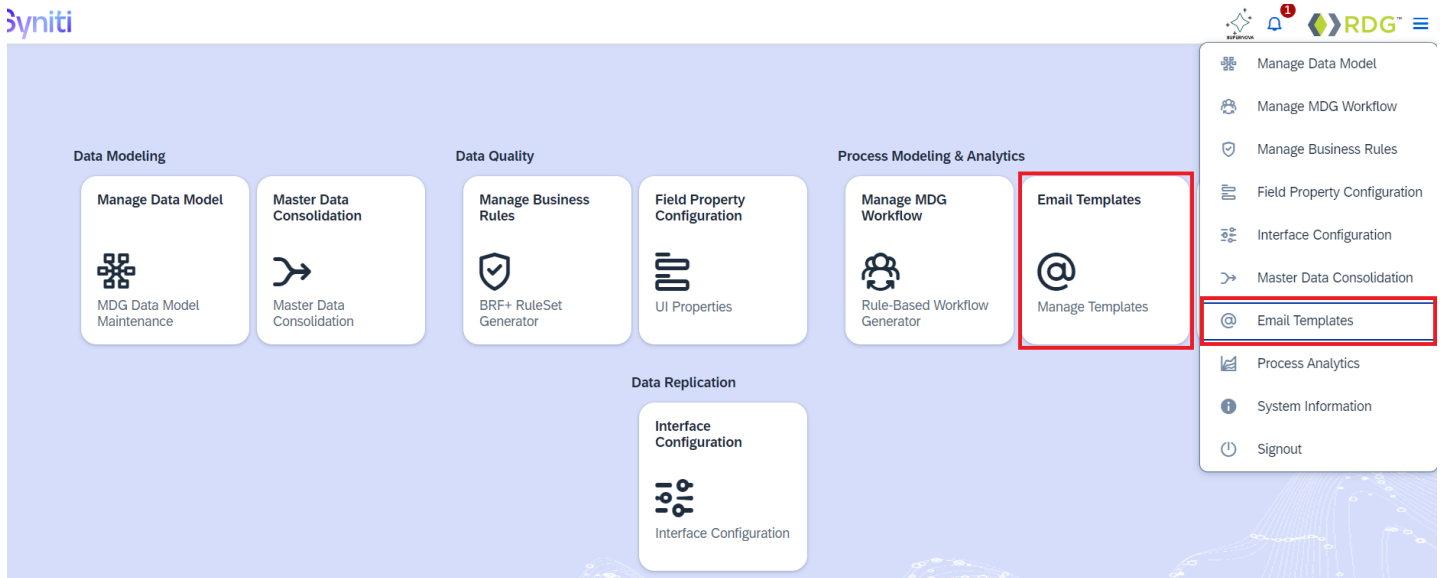 Syniti
SUPERNOVA
1
RDG™
Manage Data Model
Manage MDG Workflow
Manage Business Rules
Field Property Configuration
Interface Configuration
Master Data Consolidation
Email Templates
Process Analytics
System Information
Signout
Data Modeling
Manage Data Model
MDG Data Model
Maintenance
Master Data
Consolidation
Master Data
Consolidation
Data Quality
Manage Business
Rules
BRF+ RuleSet
Generator
Field Property
Configuration
UI Properties
Process Modeling & Analytics
Manage MDG
Workflow
Rule-Based Workflow
Generator
Email Templates
Manage Templates
Data Replication
Interface
Configuration
Interface Configuration